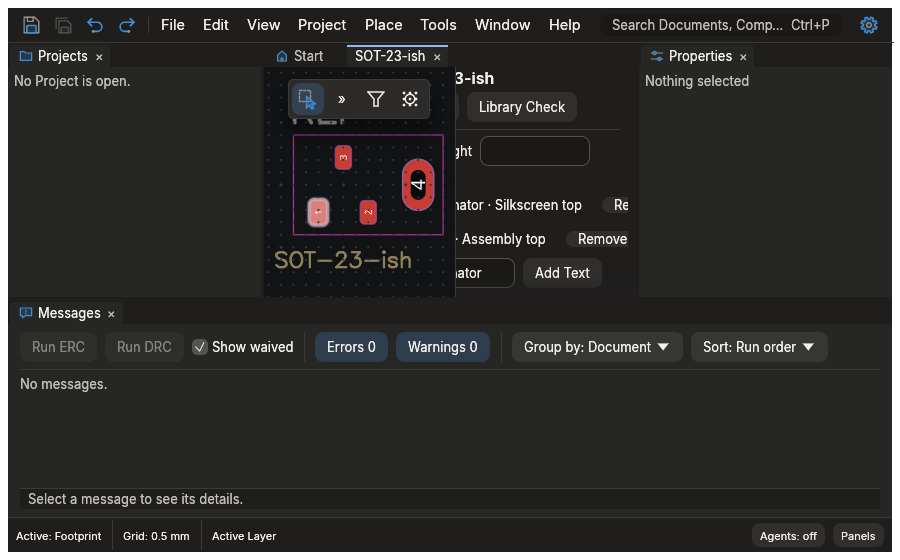 File Edit View Project Place Tools Window Help Search Documents, Comp... Ctrl+P
Projects ×
No Project is open.
Start SOT-23-ish ×
3-ish
Library Check
ght
nator · Silkscreen top Re
· Assembly top Remove
nator Add Text
3
4
1
2
SOT-23-ish
Properties ×
Nothing selected
Messages ×
Run ERC Run DRC Show waived Errors 0 Warnings 0 Group by: Document Sort: Run order
No messages.
Select a message to see its details.
Active: Footprint Grid: 0.5 mm Active Layer Agents: off Panels